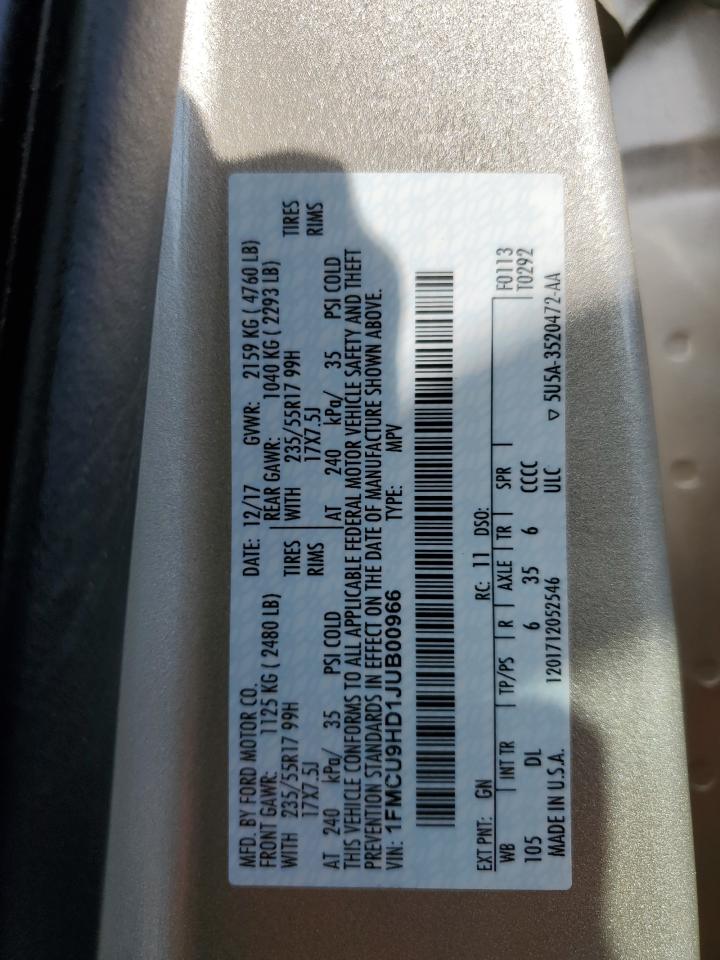 MFD. BY FORD MOTOR CO. DATE: 12/17 GVWR: 2159 KG ( 4760 LB)
FRONT GAWR: 1125 KG ( 2480 LB) REAR GAWR: 1040 KG ( 2293 LB)
WITH 235/55R17 99H TIRES WITH 235/55R17 99H TIRES
17X7.5J RIMS 17X7.5J RIMS
AT 240 kPa/ 35 PSI COLD AT 240 kPa/ 35 PSI COLD
THIS VEHICLE CONFORMS TO ALL APPLICABLE FEDERAL MOTOR VEHICLE SAFETY AND THEFT
PREVENTION STANDARDS IN EFFECT ON THE DATE OF MANUFACTURE SHOWN ABOVE.
VIN: 1FMCU9HD1JUB00966 TYPE: MPV
EXT PNT: GN RC: 11 DSO: F0113
WB INT TR TP/PS R AXLE TR SPR T0292
105 DL 6 35 6 CCCC
MADE IN U.S.A. 1201712052546 ULC ▽ 5U5A-3520472-AA